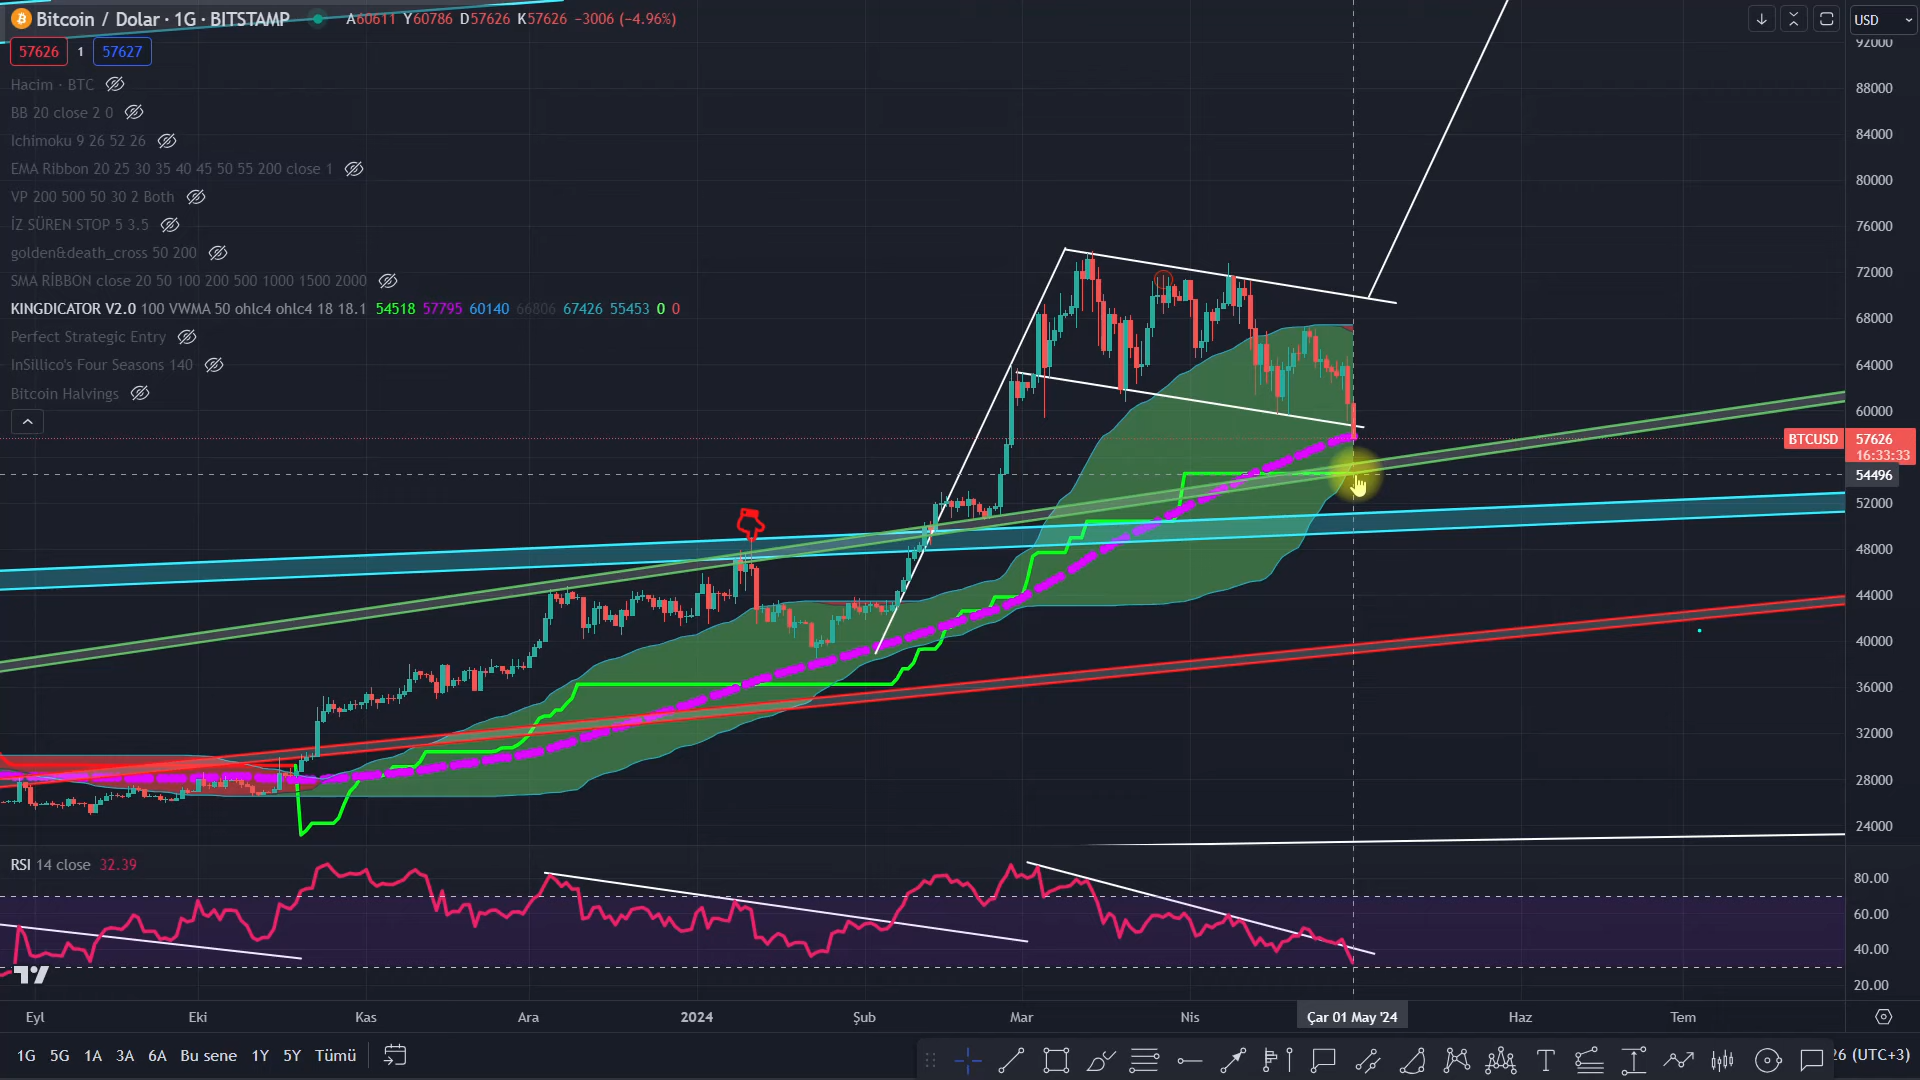 Bitcoin / Dolar · 1G · BITSTAMP A60611 Y60786 D57626 K57626 −3006 (−4.96%)
USD
57626 1 57627
Hacim · BTC
BB 20 close 2 0
Ichimoku 9 26 52 26
EMA Ribbon 20 25 30 35 40 45 50 55 200 close 1
VP 200 500 50 30 2 Both
İZ SÜREN STOP 5 3.5
golden&death_cross 50 200
SMA RİBBON close 20 50 100 200 500 1000 1500 2000
KINGDICATOR V2.0 100 VWMA 50 ohlc4 ohlc4 18 18.1 54518 57795 60140 66806 67426 55453 0 0
Perfect Strategic Entry
InSillico's Four Seasons 140
Bitcoin Halvings
92000
88000
84000
80000
76000
72000
68000
64000
60000
BTCUSD 57626
16:33:33
54496
52000
48000
44000
40000
36000
32000
28000
24000
RSI 14 close 32.39
80.00
60.00
40.00
20.00
Eyl Eki Kas Ara 2024 Şub Mar Nis Çar 01 May '24 Haz Tem
1G 5G 1A 3A 6A Bu sene 1Y 5Y Tümü
26 (UTC+3)